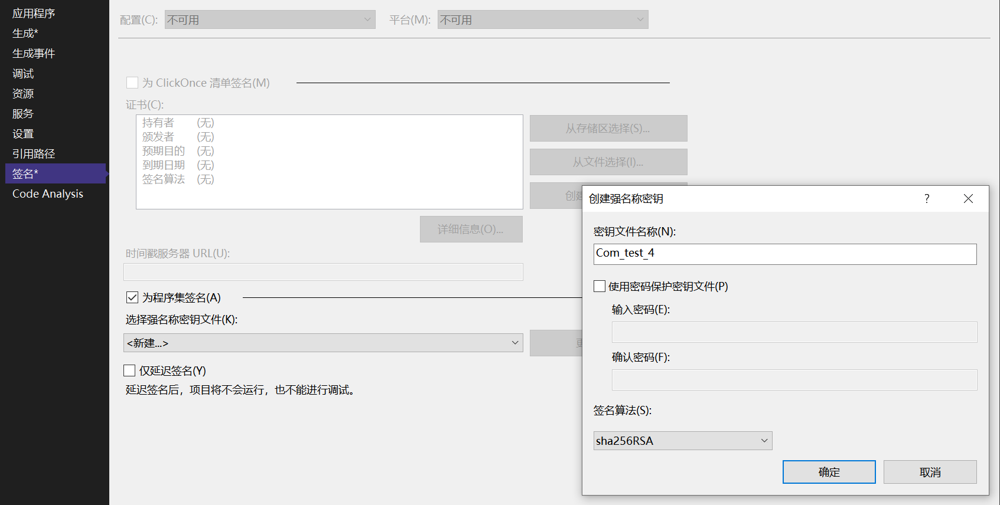 应用程序
生成*
生成事件
调试
资源
服务
设置
引用路径
签名*
Code Analysis
配置(C): 不可用 平台(M): 不可用
为 ClickOnce 清单签名(M)
证书(C):
持有者 (无)
颁发者 (无)
预期目的 (无)
到期日期 (无)
签名算法 (无)
从存储区选择(S)...
从文件选择(I)...
创建
详细信息(O)...
时间戳服务器 URL(U):
为程序集签名(A)
选择强名称密钥文件(K):
<新建...>
仅延迟签名(Y)
延迟签名后，项目将不会运行，也不能进行调试。
创建强名称密钥 ?
密钥文件名称(N):
Com_test_4
使用密码保护密钥文件(P)
输入密码(E):
确认密码(F):
签名算法(S):
sha256RSA
确定 取消